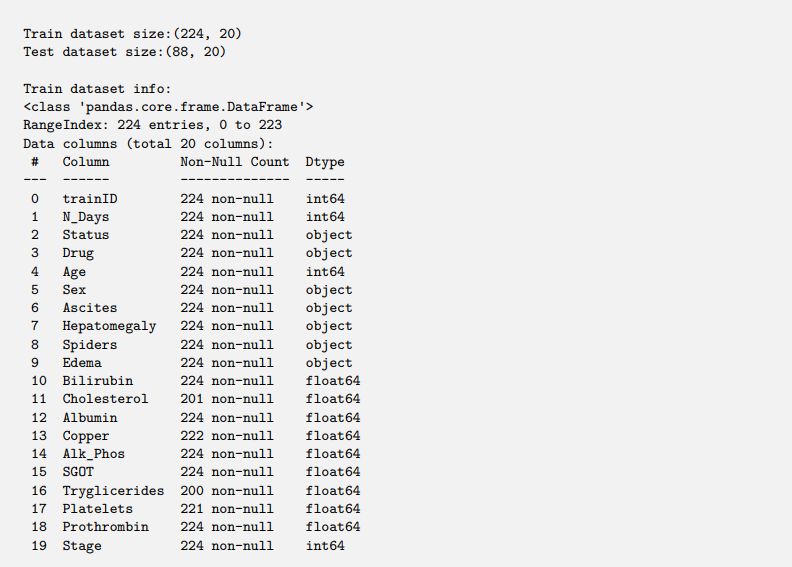 Train dataset size:(224, 20)
Test dataset size:(88, 20)
Train dataset info:
<class 'pandas.core.frame.DataFrame'>
RangeIndex: 224 entries, 0 to 223
Data columns (total 20 columns):
 #   Column         Non-Null Count  Dtype
---  ------         --------------  -----
 0   trainID        224 non-null    int64
 1   N_Days         224 non-null    int64
 2   Status         224 non-null    object
 3   Drug           224 non-null    object
 4   Age            224 non-null    int64
 5   Sex            224 non-null    object
 6   Ascites        224 non-null    object
 7   Hepatomegaly   224 non-null    object
 8   Spiders        224 non-null    object
 9   Edema          224 non-null    object
 10  Bilirubin      224 non-null    float64
 11  Cholesterol    201 non-null    float64
 12  Albumin        224 non-null    float64
 13  Copper         222 non-null    float64
 14  Alk_Phos       224 non-null    float64
 15  SGOT           224 non-null    float64
 16  Tryglicerides  200 non-null    float64
 17  Platelets      221 non-null    float64
 18  Prothrombin    224 non-null    float64
 19  Stage          224 non-null    int64